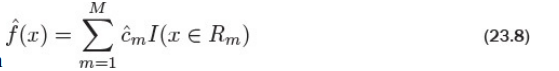 f̂(x) = ∑_{m=1}^{M} ĉ_m I(x ∈ R_m) (23.8)